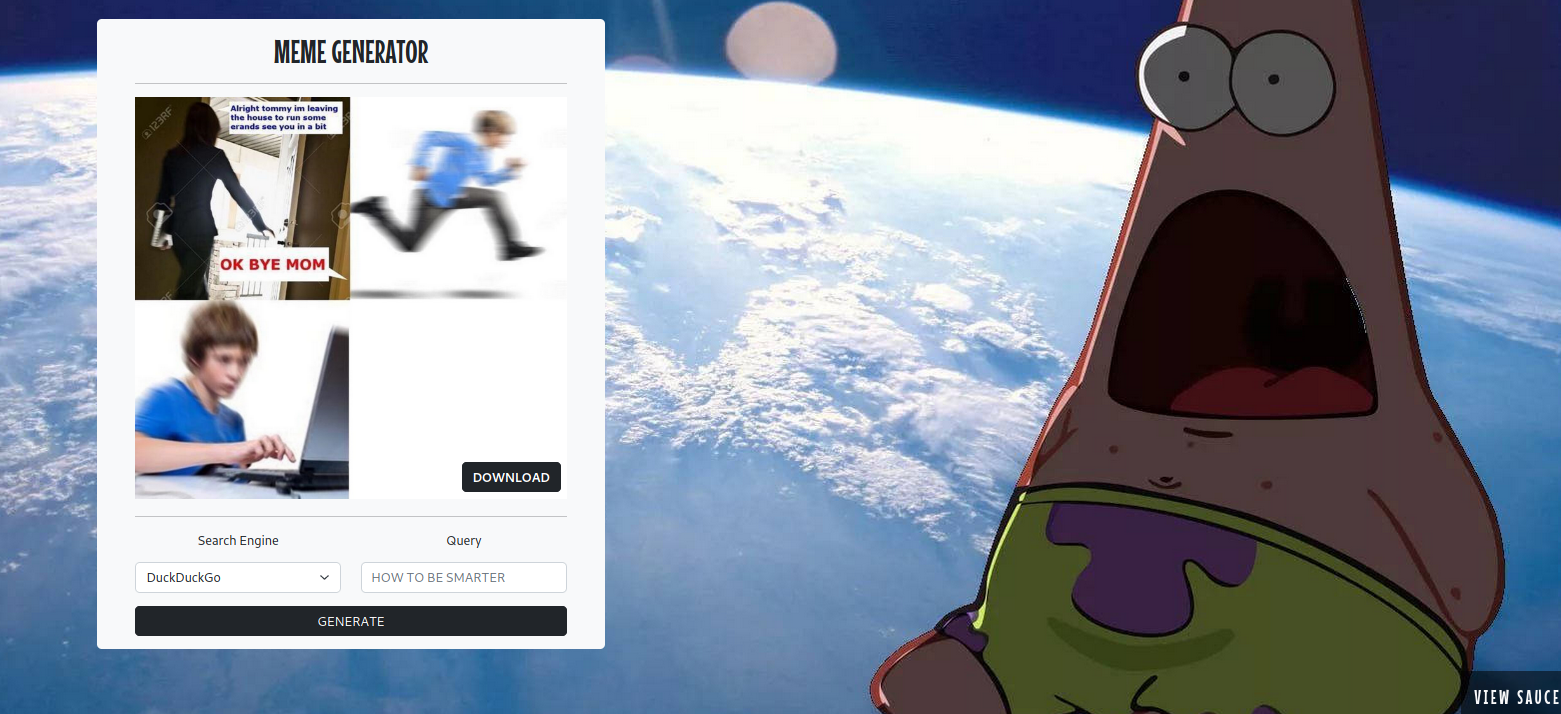 MEME GENERATOR
Alright tommy im leaving
the house to run some
erands see you in a bit
123RF
OK BYE MOM
DOWNLOAD
Search Engine
Query
DuckDuckGo
HOW TO BE SMARTER
GENERATE
VIEW SAUCE